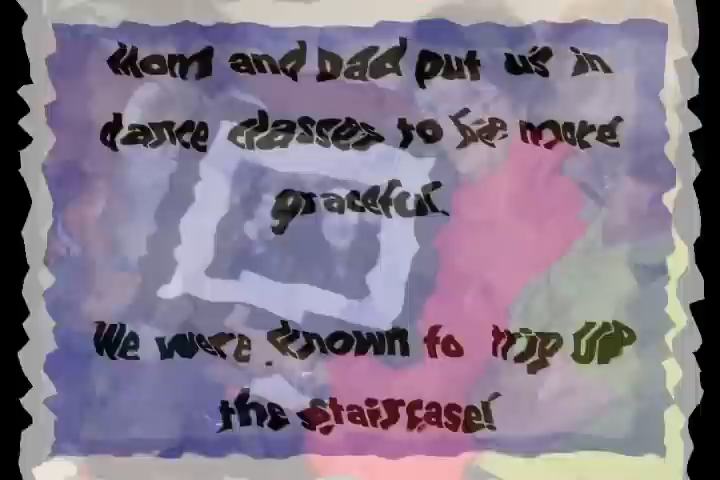 Mom and Dad put us in
dance classes to be more
graceful.
We were known to trip UP
the staircase!